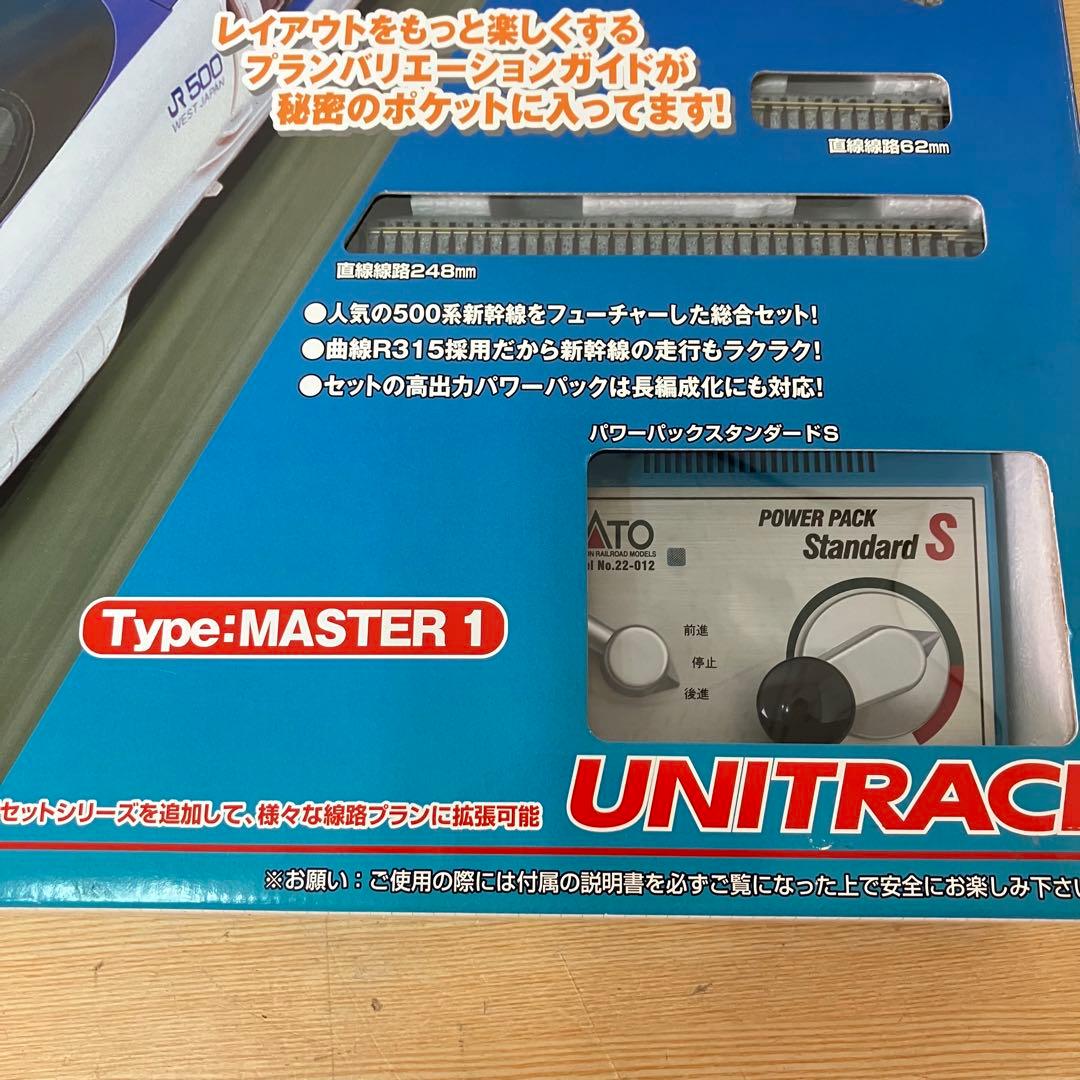 レイアウトをもっと楽しくする
プランバリエーションガイドが
秘密のポケットに入ってます!
JR500
WEST JAPAN
直線線路62mm
直線線路248mm
●人気の500系新幹線をフューチャーした総合セット!
●曲線R315採用だから新幹線の走行もラクラク!
●セットの高出力パワーパックは長編成化にも対応!
パワーパックスタンダードS
ATO
POWER PACK
Standard S
N RAILROAD MODELS
l No.22-012
前進
停止
後進
Type:MASTER 1
UNITRAC
セットシリーズを追加して、様々な線路プランに拡張可能
※お願い：ご使用の際には付属の説明書を必ずご覧になった上で安全にお楽しみ下さい